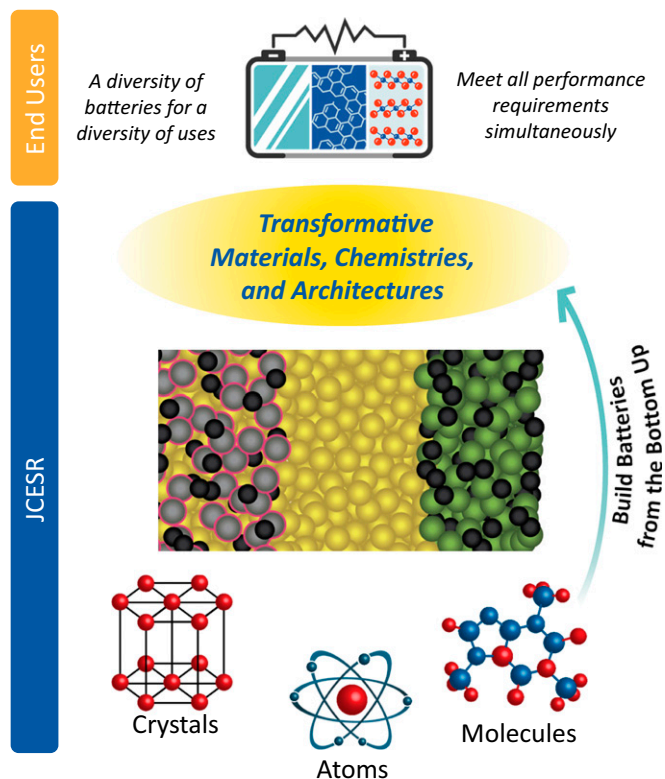 End Users
A diversity of
batteries for a
diversity of uses
−
+
Meet all performance
requirements
simultaneously
JCESR
Transformative
Materials, Chemistries,
and Architectures
Build Batteries
from the Bottom Up
Crystals
Atoms
Molecules